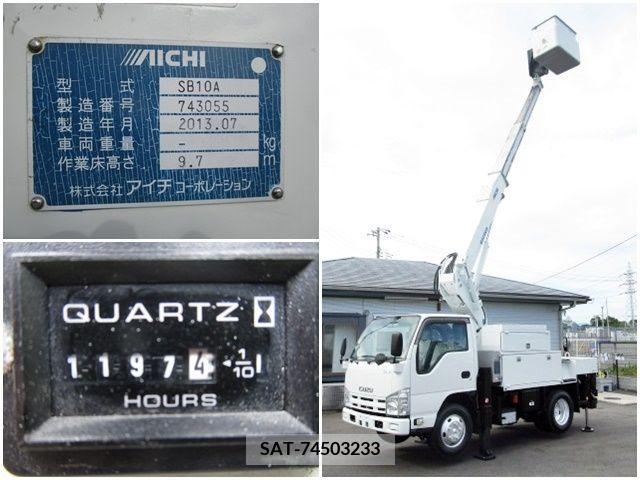 AICHI
型 式 SB10A
製造番号 743055
製造年月 2013.07
車両重量 - kg
作業床高さ 9.7 m
株式会社 アイチ コーポレーション
QUARTZ
11974 1/10
HOURS
ISUZU
SAT-74503233